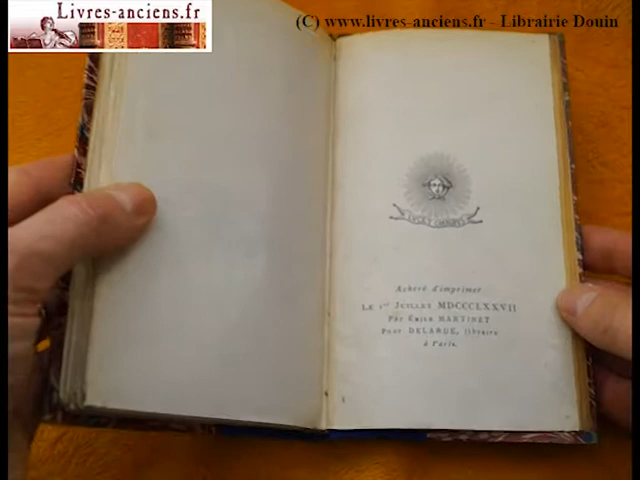 Livres-anciens.fr
(C) www.livres-anciens.fr - Librairie Douin
Achevé d'imprimer
LE 1er JUILLET MDCCCLXXVII
PAR ÉMILE MARTINET
POUR DELARUE, libraire
à Paris.